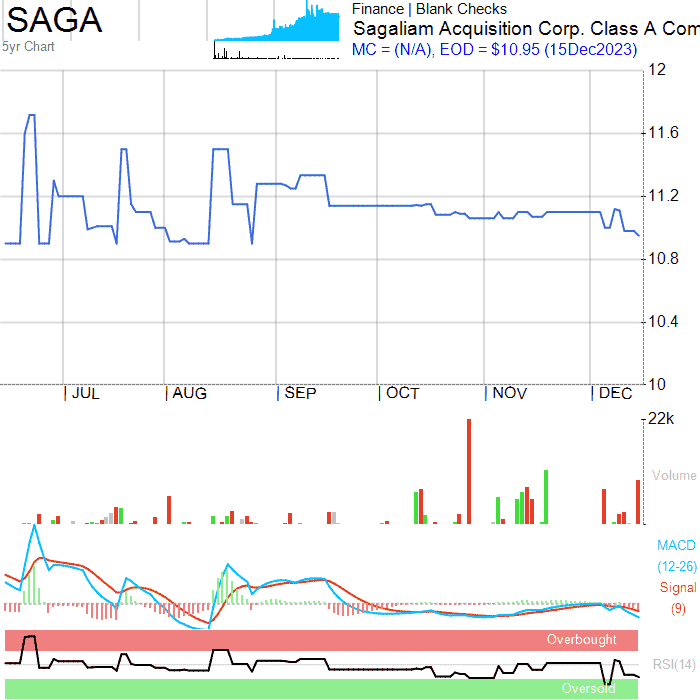 SAGA
5yr Chart
Finance | Blank Checks
Sagaliam Acquisition Corp. Class A Com
MC = (N/A), EOD = $10.95 (15Dec2023)
12
11.6
11.2
10.8
10.4
10
JUL AUG SEP OCT NOV DEC
22k
Volume
MACD
(12-26)
Signal
(9)
Overbought
RSI(14)
Oversold